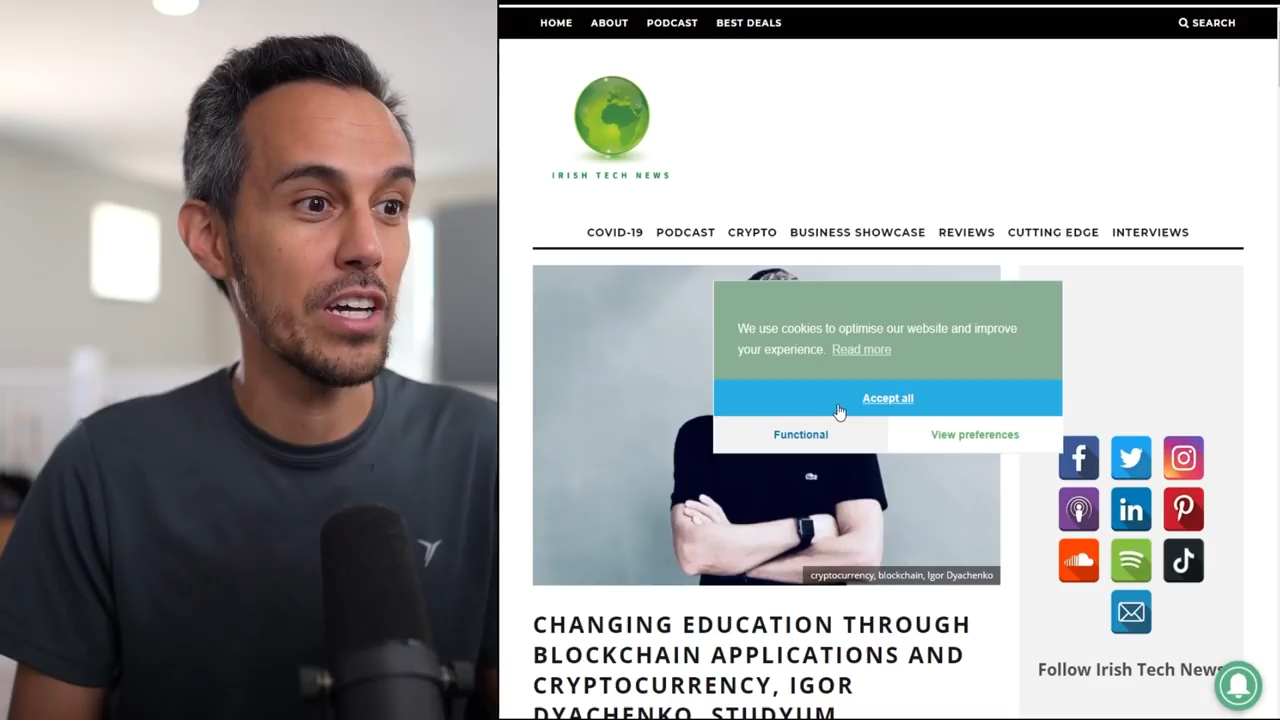 HOME ABOUT PODCAST BEST DEALS SEARCH
IRISH TECH NEWS
COVID-19 PODCAST CRYPTO BUSINESS SHOWCASE REVIEWS CUTTING EDGE INTERVIEWS
We use cookies to optimise our website and improve
your experience. Read more
Accept all
Functional View preferences
cryptocurrency, blockchain, Igor Dyachenko
CHANGING EDUCATION THROUGH
BLOCKCHAIN APPLICATIONS AND
CRYPTOCURRENCY, IGOR
DYACHENKO, STUDYUM
Follow Irish Tech News